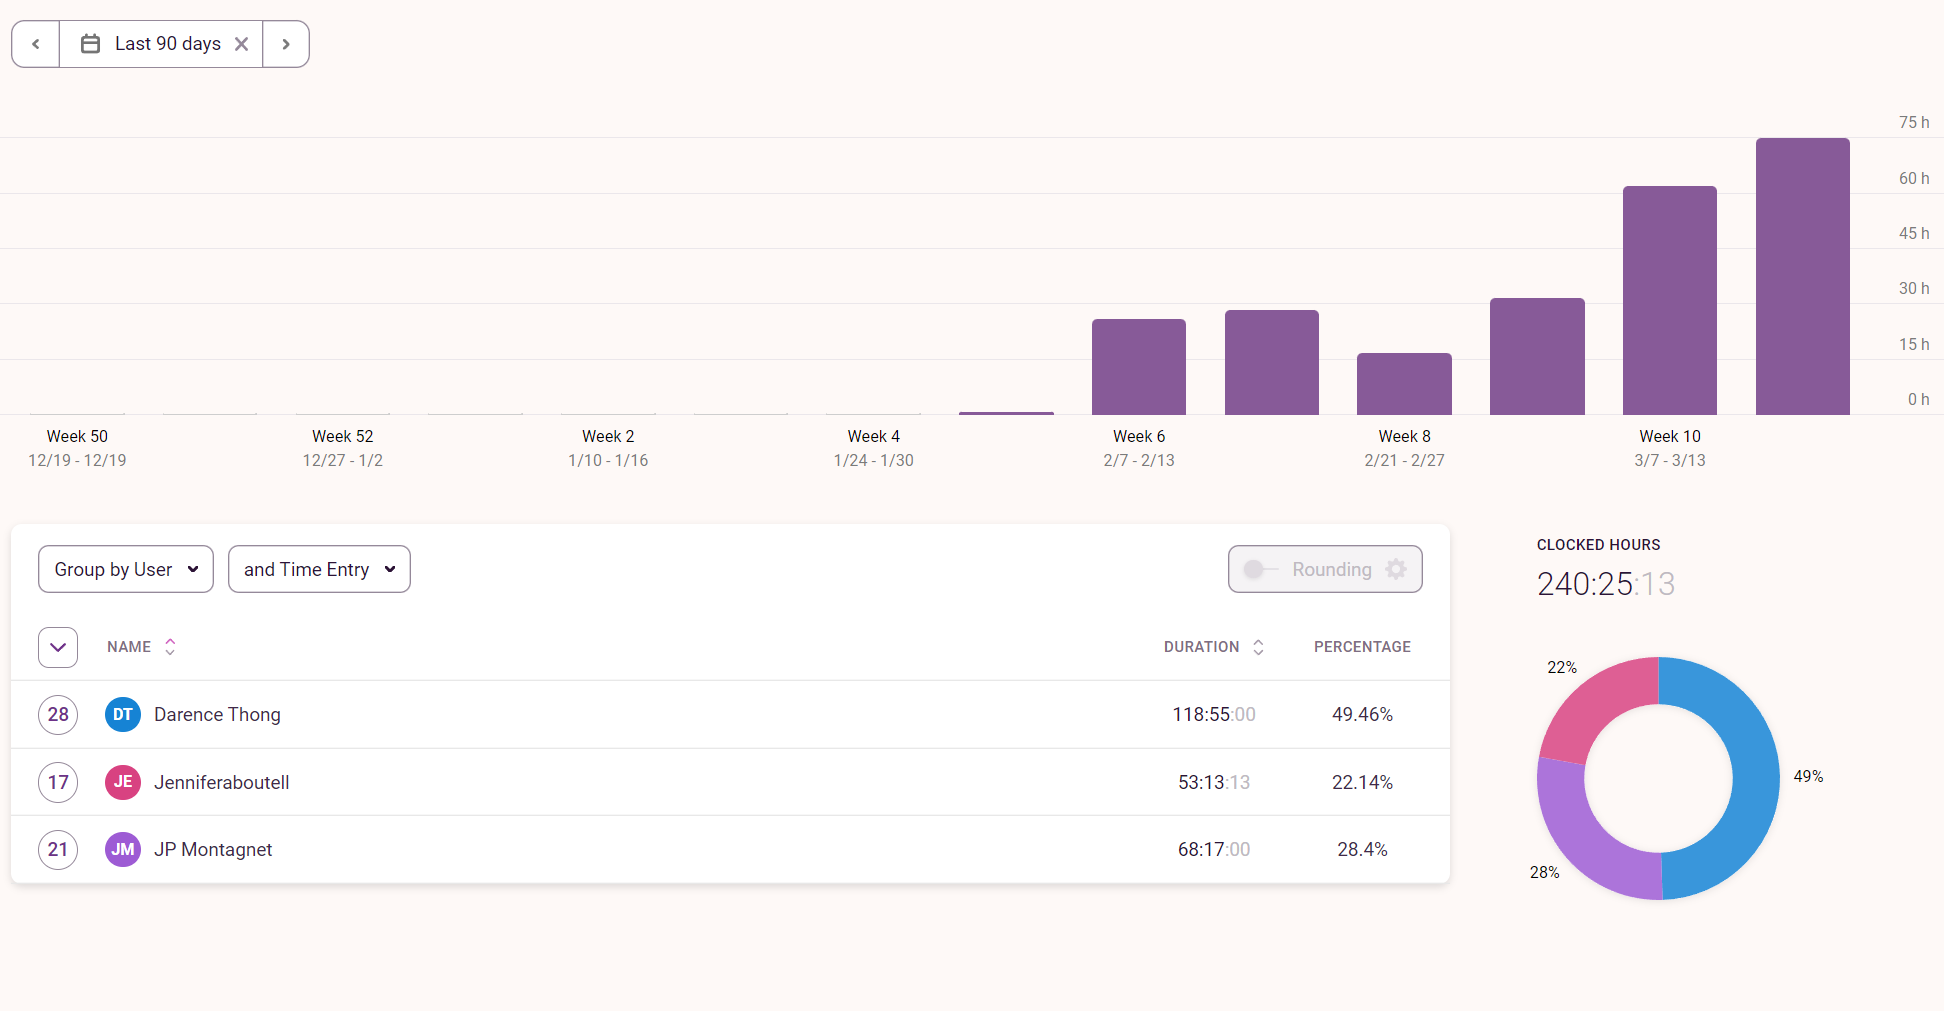 Last 90 days
75 h
60 h
45 h
30 h
15 h
0 h
Week 50
Week 52
Week 2
Week 4
Week 6
Week 8
Week 10
12/19 - 12/19
12/27 - 1/2
1/10 - 1/16
1/24 - 1/30
2/7 - 2/13
2/21 - 2/27
3/7 - 3/13
Group by User
and Time Entry
Rounding
NAME
DURATION
PERCENTAGE
28 DT Darence Thong 118:55:00 49.46%
17 JE Jenniferaboutell 53:13:13 22.14%
21 JM JP Montagnet 68:17:00 28.4%
CLOCKED HOURS
240:25:13
22%
49%
28%